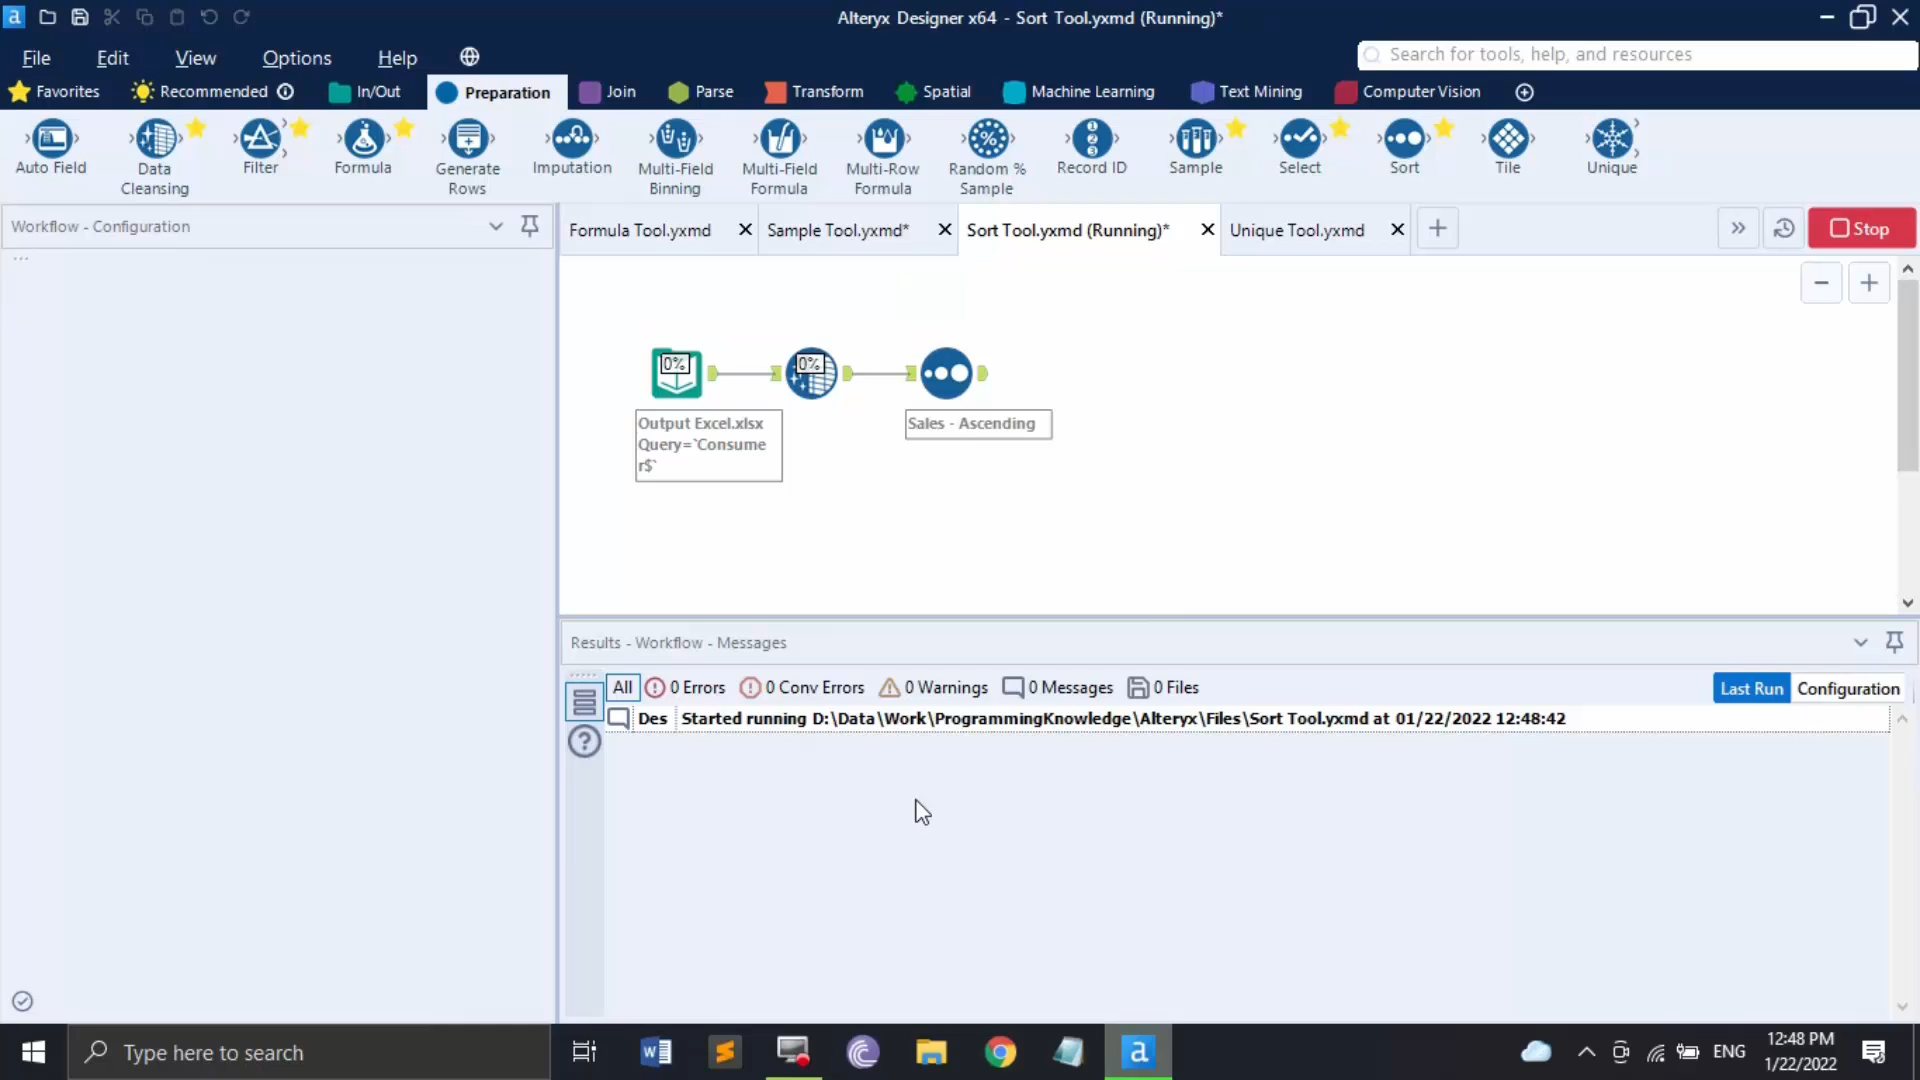 Alteryx Designer x64 - Sort Tool.yxmd (Running)*
File Edit View Options Help
Search for tools, help, and resources
Favorites Recommended In/Out Preparation Join Parse Transform Spatial Machine Learning Text Mining Computer Vision
Auto Field
Data
Cleansing
Filter
Formula
Generate
Rows
Imputation
Multi-Field
Binning
Multi-Field
Formula
Multi-Row
Formula
Random %
Sample
Record ID
Sample
Select
Sort
Tile
Unique
Workflow - Configuration
...
Formula Tool.yxmd
Sample Tool.yxmd*
Sort Tool.yxmd (Running)*
Unique Tool.yxmd
Stop
0%
0%
Output Excel.xlsx
Query=`Consume
r$`
Sales - Ascending
Results - Workflow - Messages
All 0 Errors 0 Conv Errors 0 Warnings 0 Messages 0 Files
Last Run Configuration
Des Started running D:\Data\Work\ProgrammingKnowledge\Alteryx\Files\Sort Tool.yxmd at 01/22/2022 12:48:42
Type here to search
ENG
12:48 PM
1/22/2022